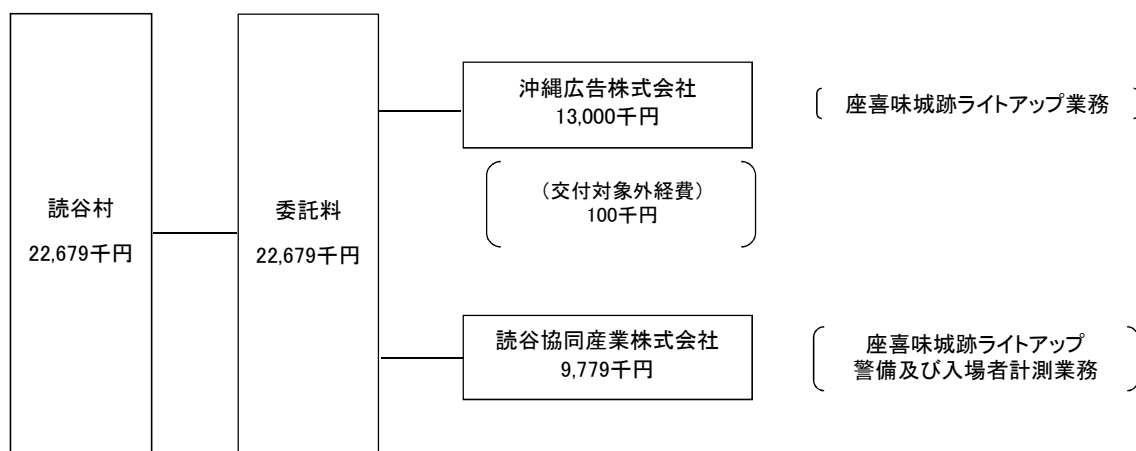 読谷村
22,679千円
委託料
22,679千円
沖縄広告株式会社
13,000千円
座喜味城跡ライトアップ業務
（交付対象外経費）
100千円
読谷協同産業株式会社
9,779千円
座喜味城跡ライトアップ
警備及び入場者計測業務